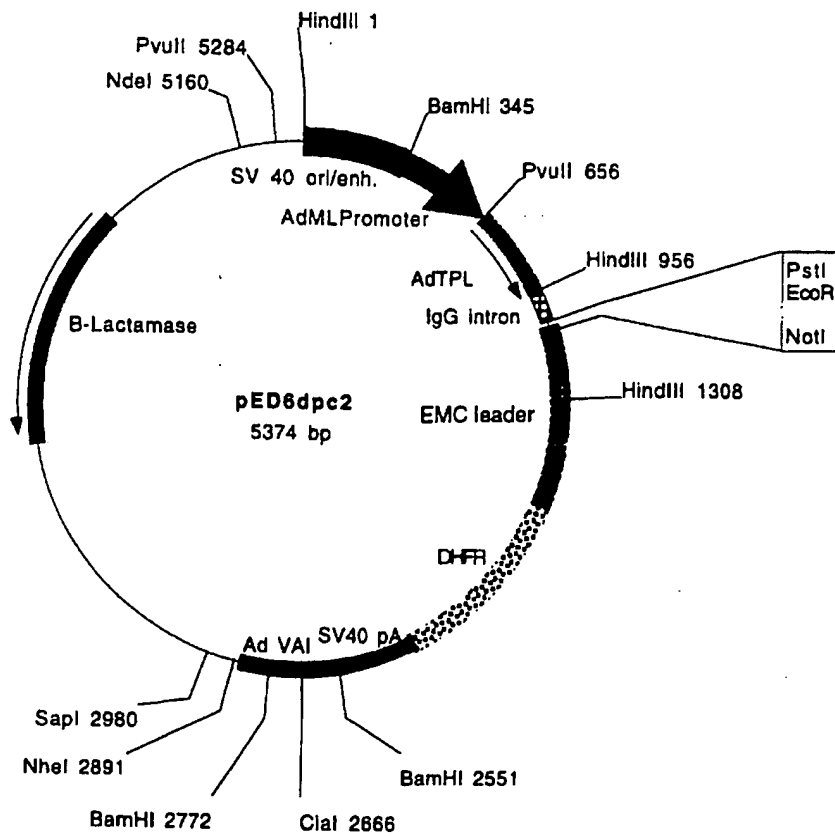 HindIII 1
PvuII 5284
NdeI 5160
BamHI 345
SV 40 ori/enh.
PvuII 656
AdMLPromoter
HindIII 956
PstI
EcoR
AdTPL
IgG intron
NotI
B-Lactamase
HindIII 1308
pED6dpc2
EMC leader
5374 bp
DHFR
SV40 pA
Ad VAI
SapI 2980
NheI 2891
BamHI 2551
BamHI 2772
ClaI 2666